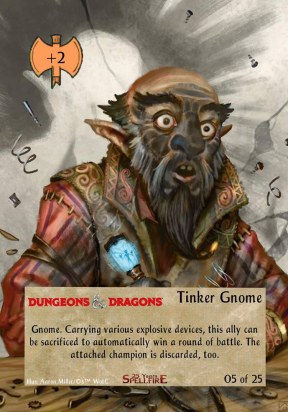 +2
DUNGEONS & DRAGONS Tinker Gnome
Gnome. Carrying various explosive devices, this ally can
be sacrificed to automatically win a round of battle. The
attached champion is discarded, too.
SPELLFIRE
05 of 25